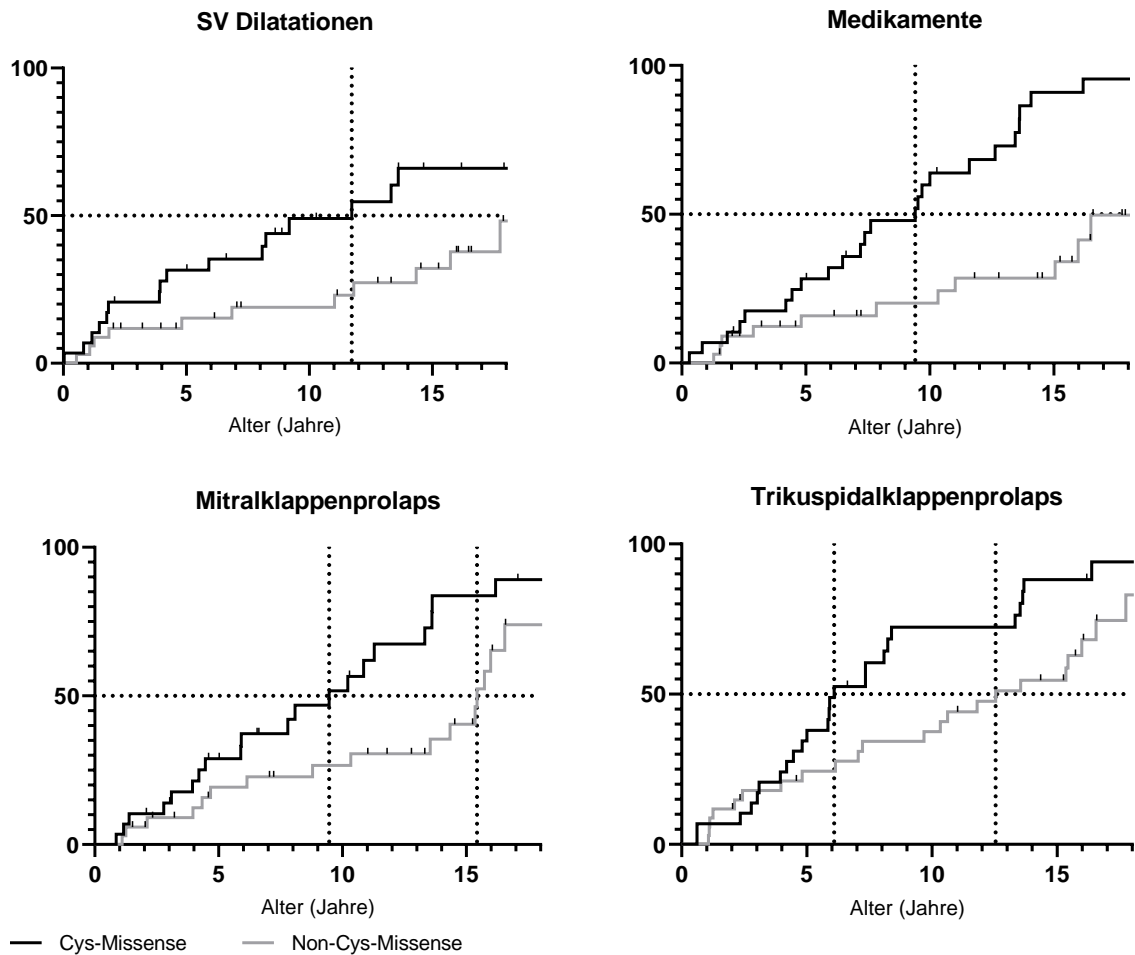 SV Dilatationen
100
50
0
0 5 10 15
Alter (Jahre)
Medikamente
100
50
0
0 5 10 15
Alter (Jahre)
Mitralklappenprolaps
100
50
0
0 5 10 15
Alter (Jahre)
Trikuspidalklappenprolaps
100
50
0
0 5 10 15
Alter (Jahre)
Cys-Missense Non-Cys-Missense